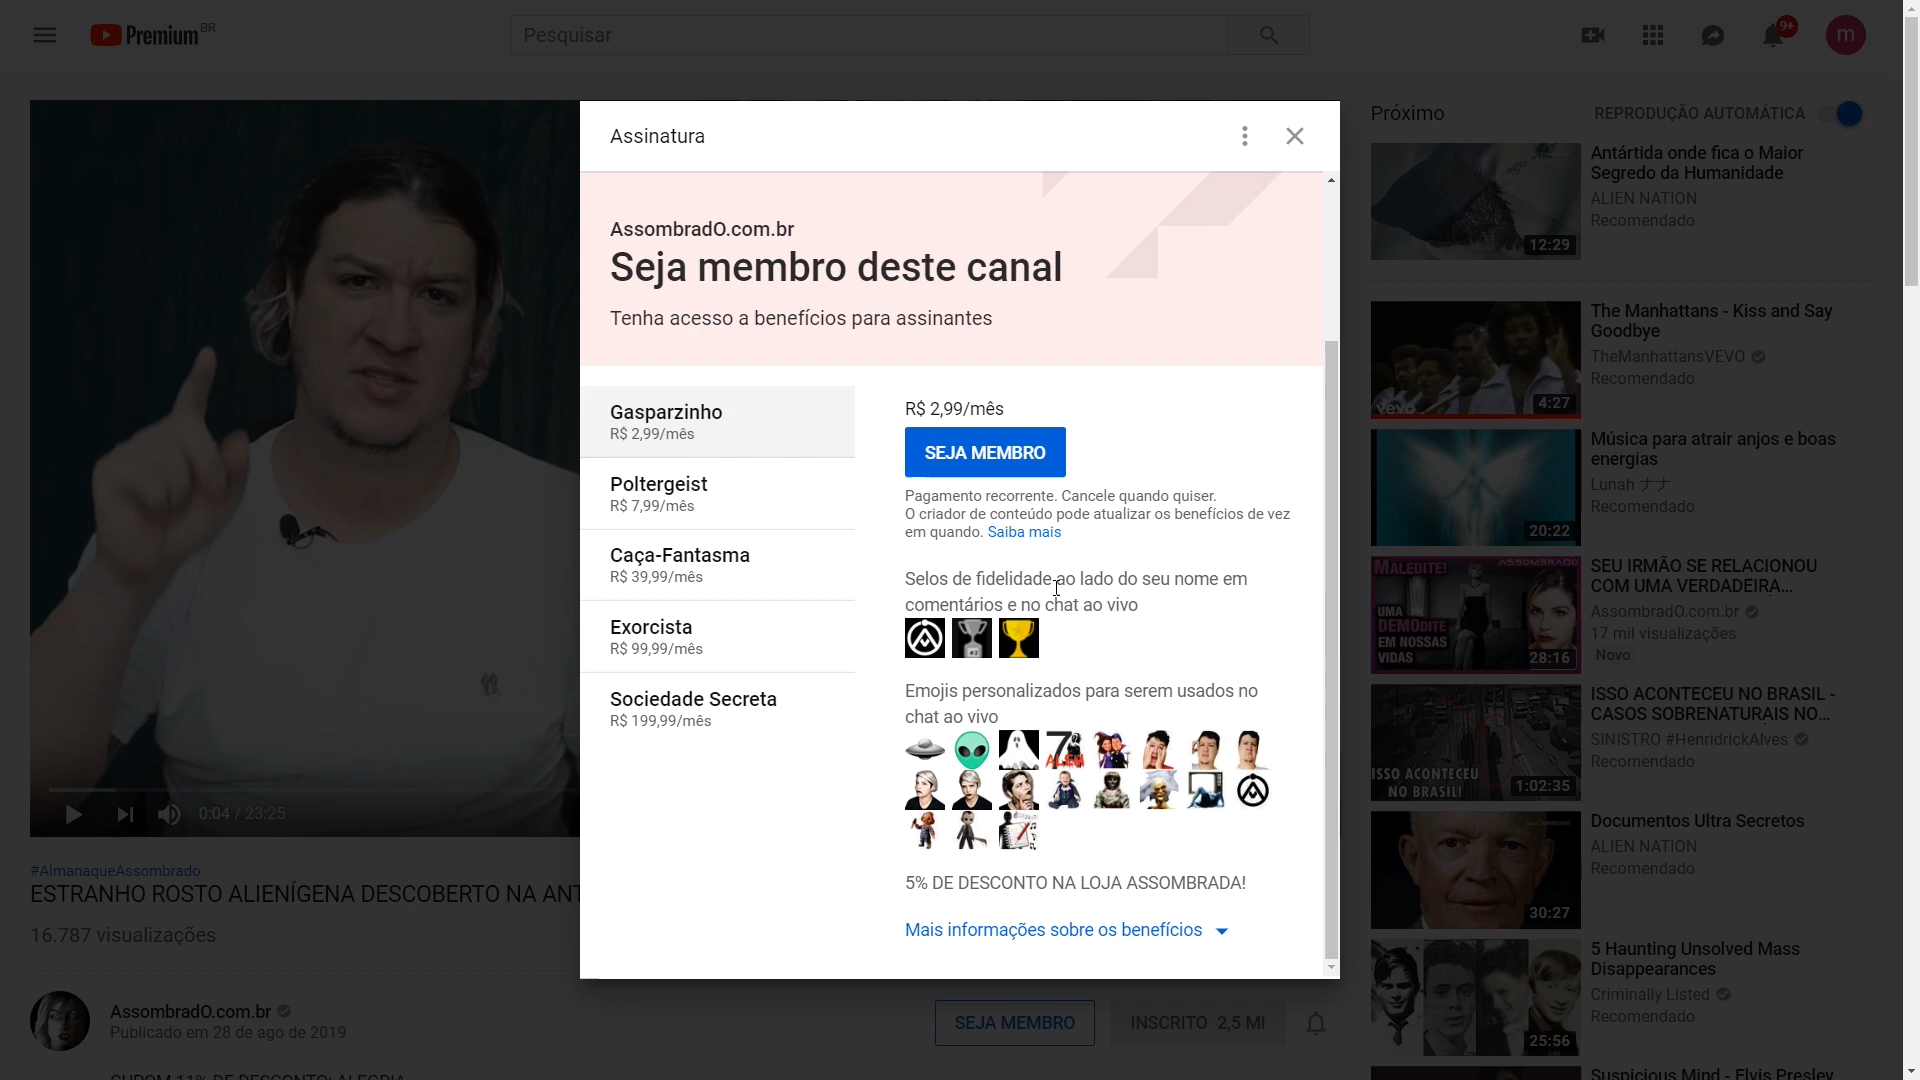 Premium BR
Pesquisar
9+
m
Assinatura
AssombradO.com.br
Seja membro deste canal
Tenha acesso a benefícios para assinantes
Gasparzinho
R$ 2,99/mês
Poltergeist
R$ 7,99/mês
Caça-Fantasma
R$ 39,99/mês
Exorcista
R$ 99,99/mês
Sociedade Secreta
R$ 199,99/mês
R$ 2,99/mês
SEJA MEMBRO
Pagamento recorrente. Cancele quando quiser.
O criador de conteúdo pode atualizar os benefícios de vez
em quando. Saiba mais
Selos de fidelidade ao lado do seu nome em
comentários e no chat ao vivo
Emojis personalizados para serem usados no
chat ao vivo
5% DE DESCONTO NA LOJA ASSOMBRADA!
Mais informações sobre os benefícios
0:04 / 23:25
#AlmanaqueAssombrado
ESTRANHO ROSTO ALIENÍGENA DESCOBERTO NA ANT
16.787 visualizações
AssombradO.com.br
Publicado em 28 de ago de 2019
SEJA MEMBRO
INSCRITO 2,5 MI
CUPOM 11% DE DESCONTO: ALEGRIA
Próximo
REPRODUÇÃO AUTOMÁTICA
12:29
Antártida onde fica o Maior
Segredo da Humanidade
ALIEN NATION
Recomendado
vevo
4:27
The Manhattans - Kiss and Say
Goodbye
TheManhattansVEVO
Recomendado
20:22
Música para atrair anjos e boas
energias
Lunah ナナ
Recomendado
MALEDITE!
ASSOMBRADO
UMA
DEMÔDITE
EM NOSSAS
VIDAS
28:16
SEU IRMÃO SE RELACIONOU
COM UMA VERDADEIRA...
AssombradO.com.br
17 mil visualizações
Novo
ISSO ACONTECEU
NO BRASIL!
1:02:35
ISSO ACONTECEU NO BRASIL -
CASOS SOBRENATURAIS NO...
SINISTRO #HenridrickAlves
Recomendado
30:27
Documentos Ultra Secretos
ALIEN NATION
Recomendado
25:56
5 Haunting Unsolved Mass
Disappearances
Criminally Listed
Recomendado
Suspicious Mind - Elvis Presley